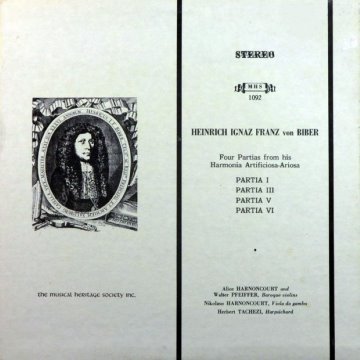 STEREO
MHS
1092
HEINRICH IGNAZ FRANZ von BIBER
Four Partias from his
Harmonia Artificiosa-Ariosa
PARTIA I
PARTIA III
PARTIA V
PARTIA VI
Alice HARNONCOURT and
Walter PFEIFFER, Baroque violins
Nikolaus HARNONCOURT, Viola da gamba
Herbert TACHEZI, Harpsichord
the musical heritage society inc.